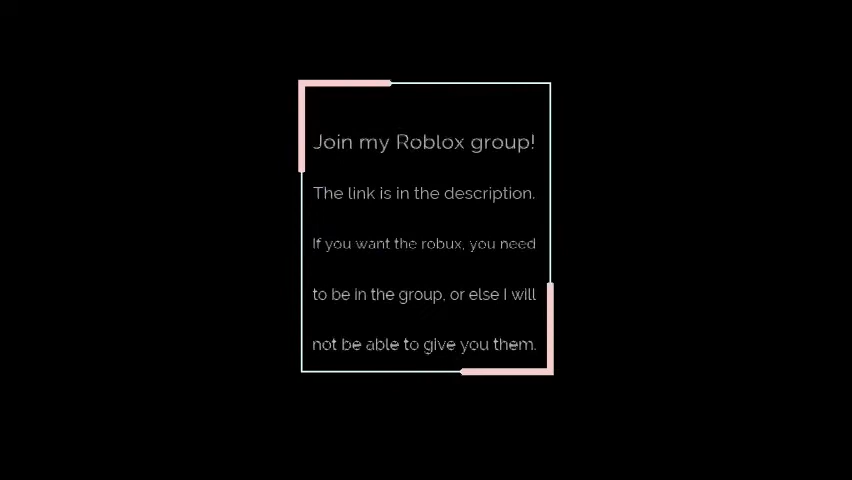 Join my Roblox group!
The link is in the description.
If you want the robux, you need
to be in the group, or else I will
not be able to give you them.